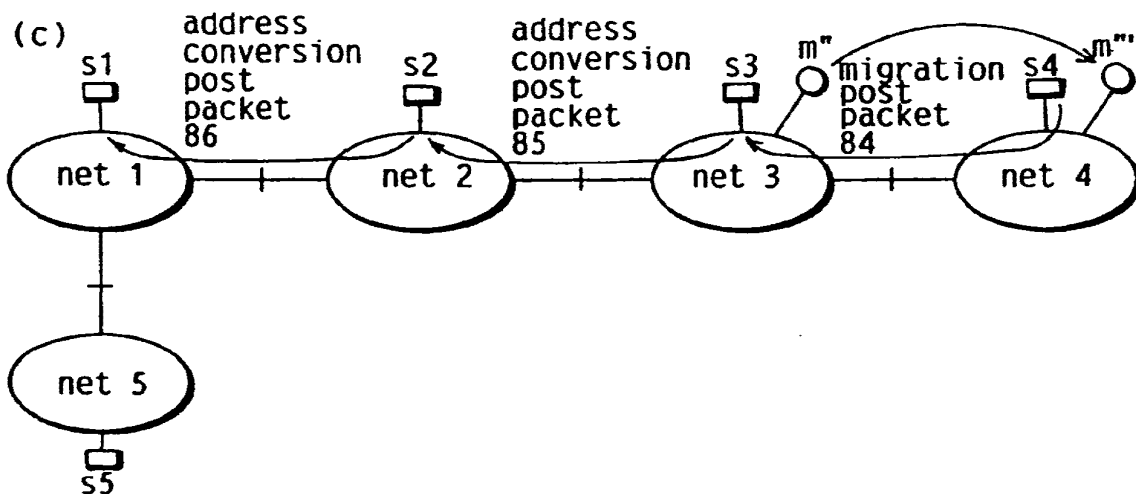 (c)
s1
address
conversion
post
packet
86
s2
address
conversion
post
packet
85
s3
m"
migration
post
packet
84
s4
m"'
net 1
net 2
net 3
net 4
net 5
s5